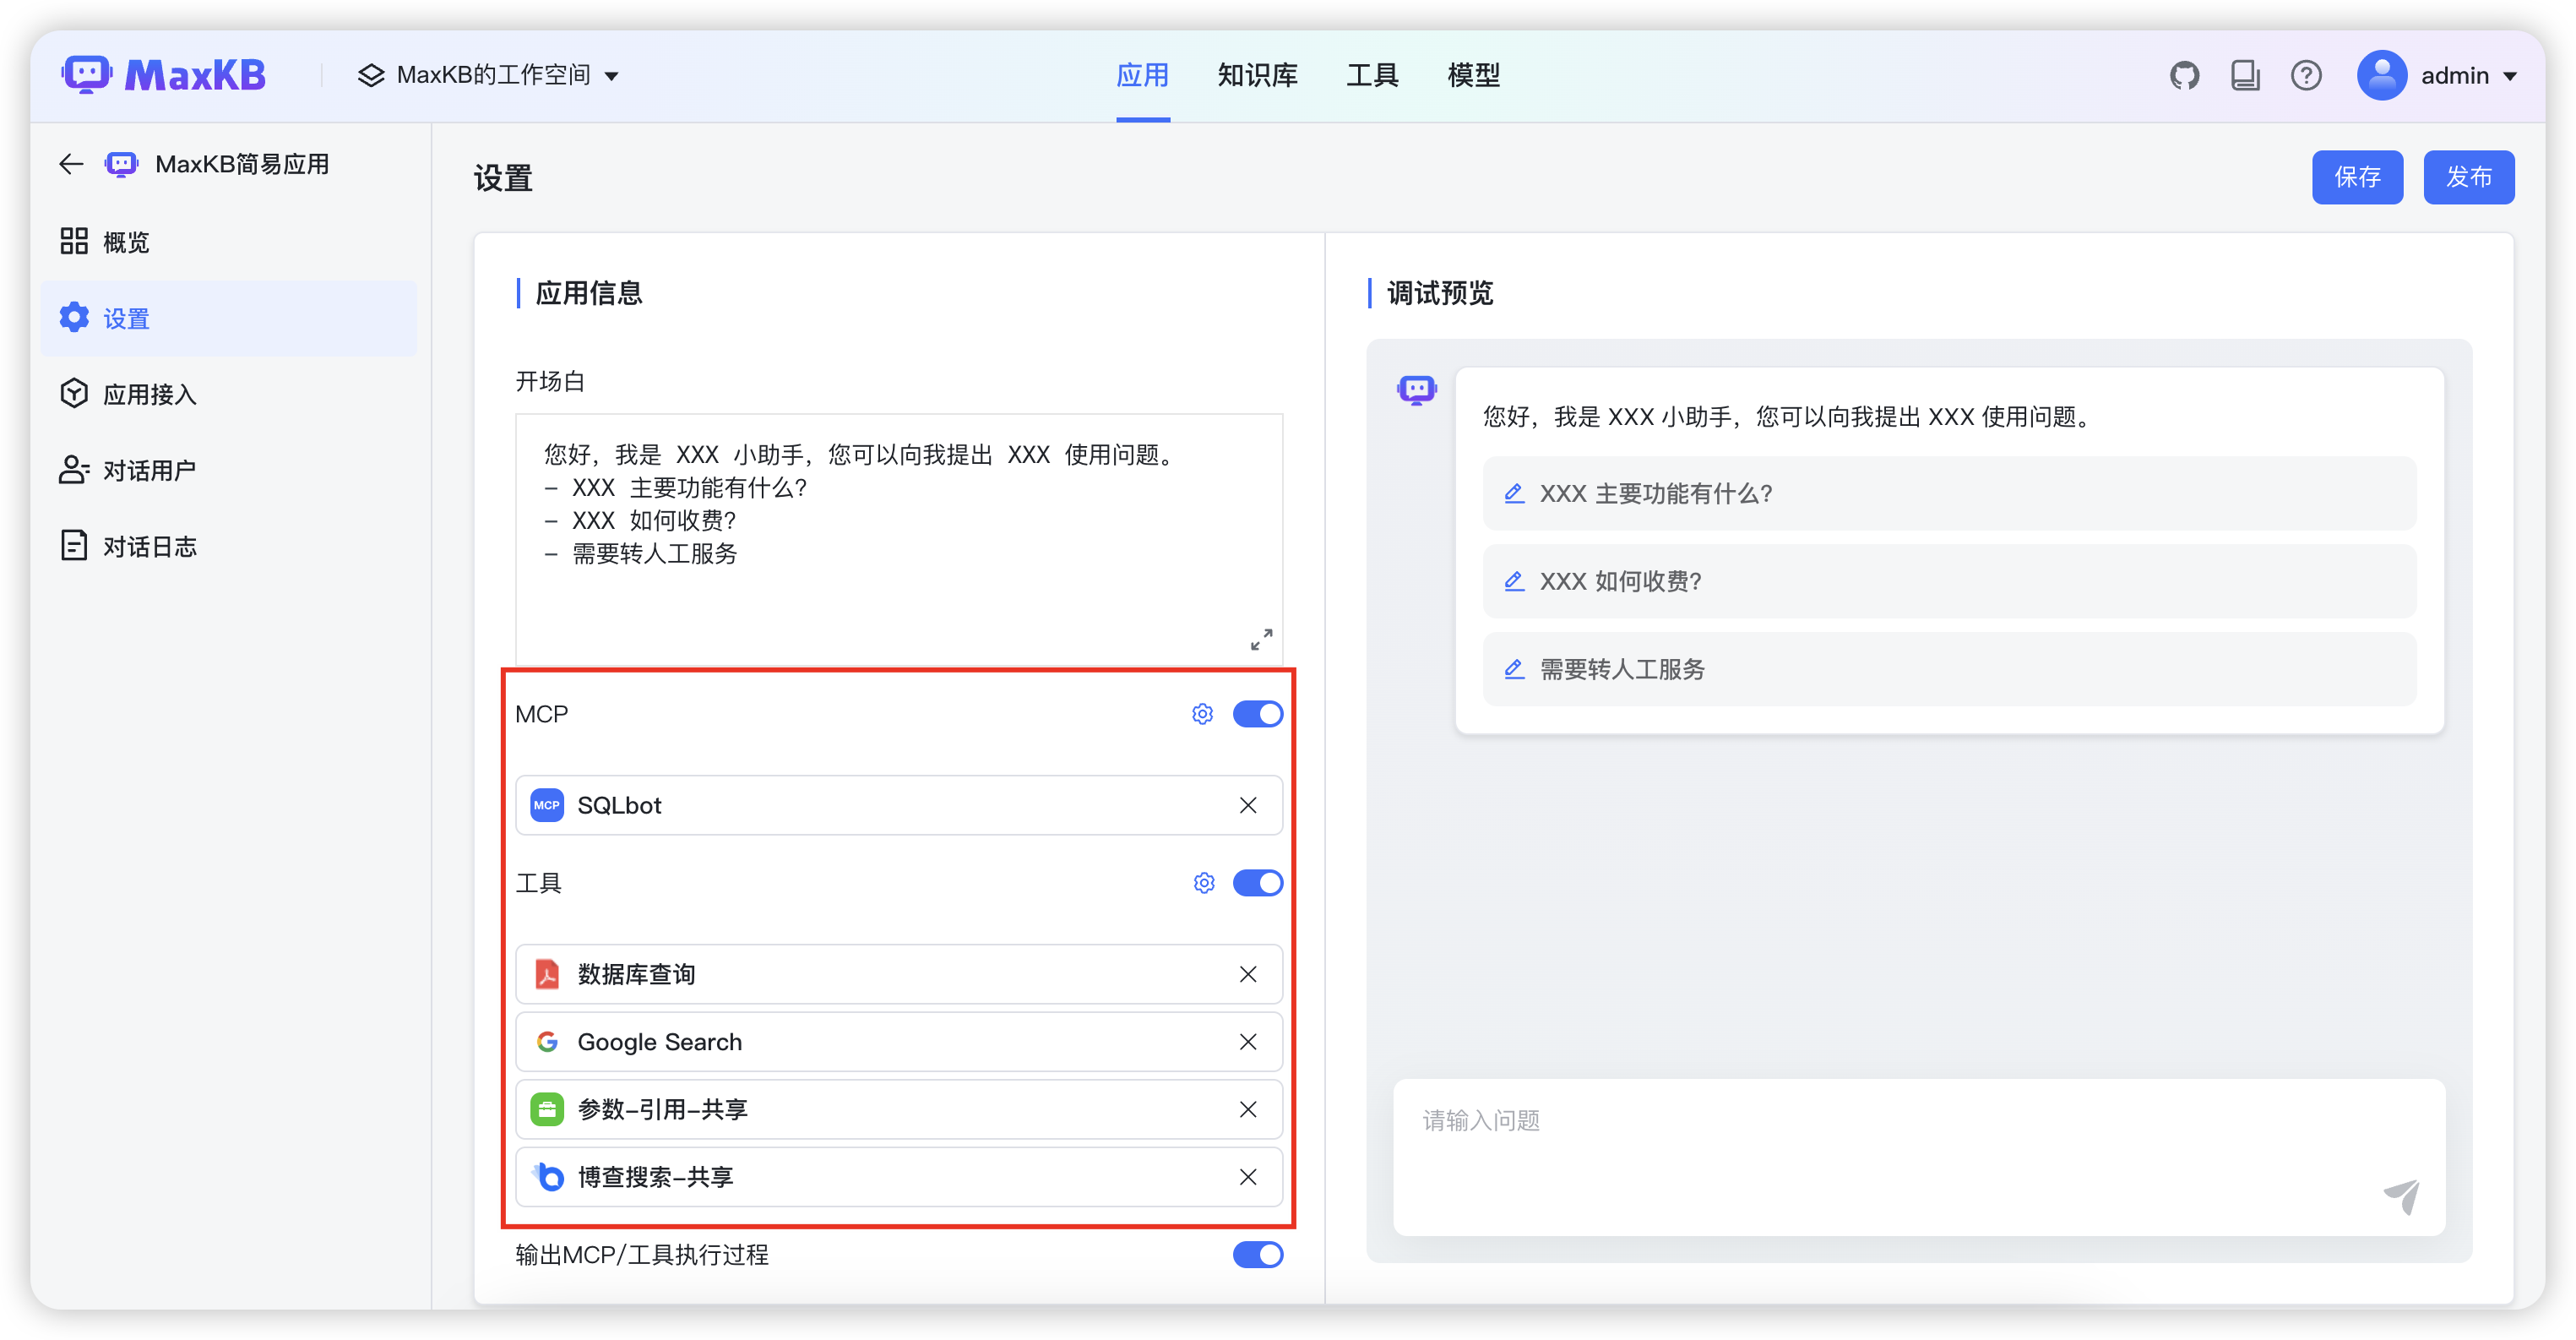 MaxKB
MaxKB的工作空间
应用
知识库
工具
模型
admin
MaxKB简易应用
概览
设置
应用接入
对话用户
对话日志
设置
保存
发布
应用信息
开场白
您好，我是 XXX 小助手，您可以向我提出 XXX 使用问题。
- XXX 主要功能有什么？
- XXX 如何收费？
- 需要转人工服务
MCP
MCP SQLbot
工具
数据库查询
Google Search
参数-引用-共享
博查搜索-共享
输出MCP/工具执行过程
调试预览
您好，我是 XXX 小助手，您可以向我提出 XXX 使用问题。
XXX 主要功能有什么？
XXX 如何收费？
需要转人工服务
请输入问题